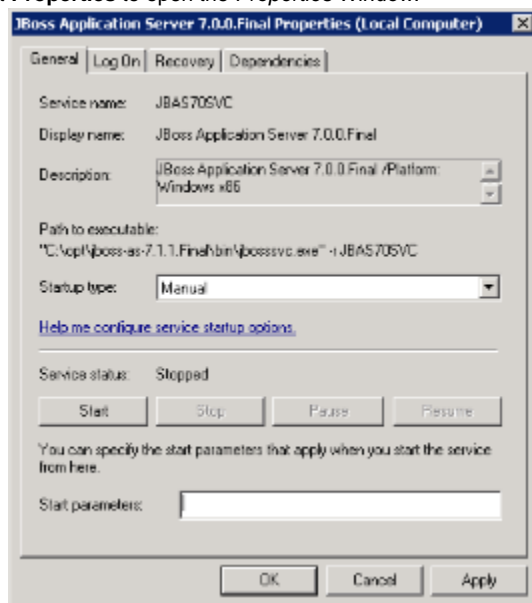 Properties to open the Properties Window
JBoss Application Server 7.0.0.Final Properties (Local Computer)
General Log On Recovery Dependencies
Service name: JBAS70SVC
Display name: JBoss Application Server 7.0.0.Final
Description: JBoss Application Server 7.0.0.Final /Platform:
Windows x86
Path to executable:
"C:\opt\jboss-as-7.1.1.Final\bin\jbosssvc.exe" -r JBAS70SVC
Startup type: Manual
Help me configure service startup options.
Service status: Stopped
Start Stop Pause Resume
You can specify the start parameters that apply when you start the service
from here.
Start parameters:
OK Cancel Apply